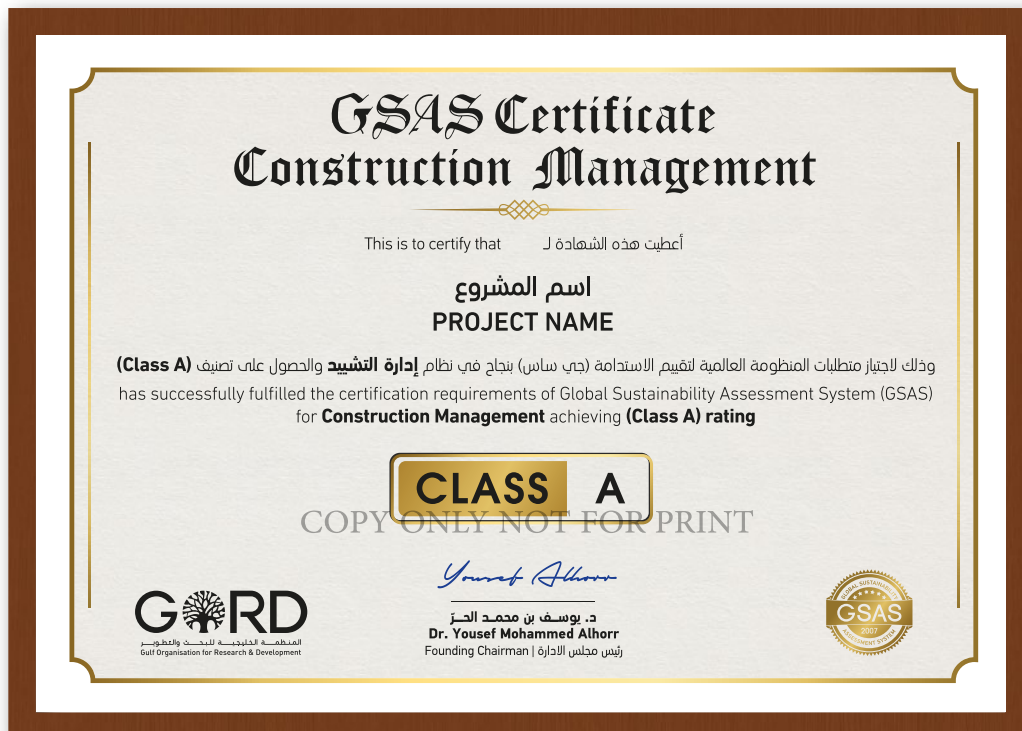 GSAS Certificate
Construction Management
This is to certify that أعطيت هذه الشهادة لـ
اسم المشروع
PROJECT NAME
وذلك لاجتياز متطلبات المنظومة العالمية لتقييم الاستدامة (جي ساس) بنجاح في نظام إدارة التشييد والحصول على تصنيف (Class A)
has successfully fulfilled the certification requirements of Global Sustainability Assessment System (GSAS)
for Construction Management achieving (Class A) rating
CLASS A
COPY ONLY NOT FOR PRINT
Yousef Alhorr
د. يوسف بن محمد الحرّ
Dr. Yousef Mohammed Alhorr
Founding Chairman | رئيس مجلس الادارة
GORD
المنظمة الخليجية للبحث والتطوير
Gulf Organisation for Research & Development
GLOBAL SUSTAINABILITY
GSAS
2007
ASSESSMENT SYSTEM